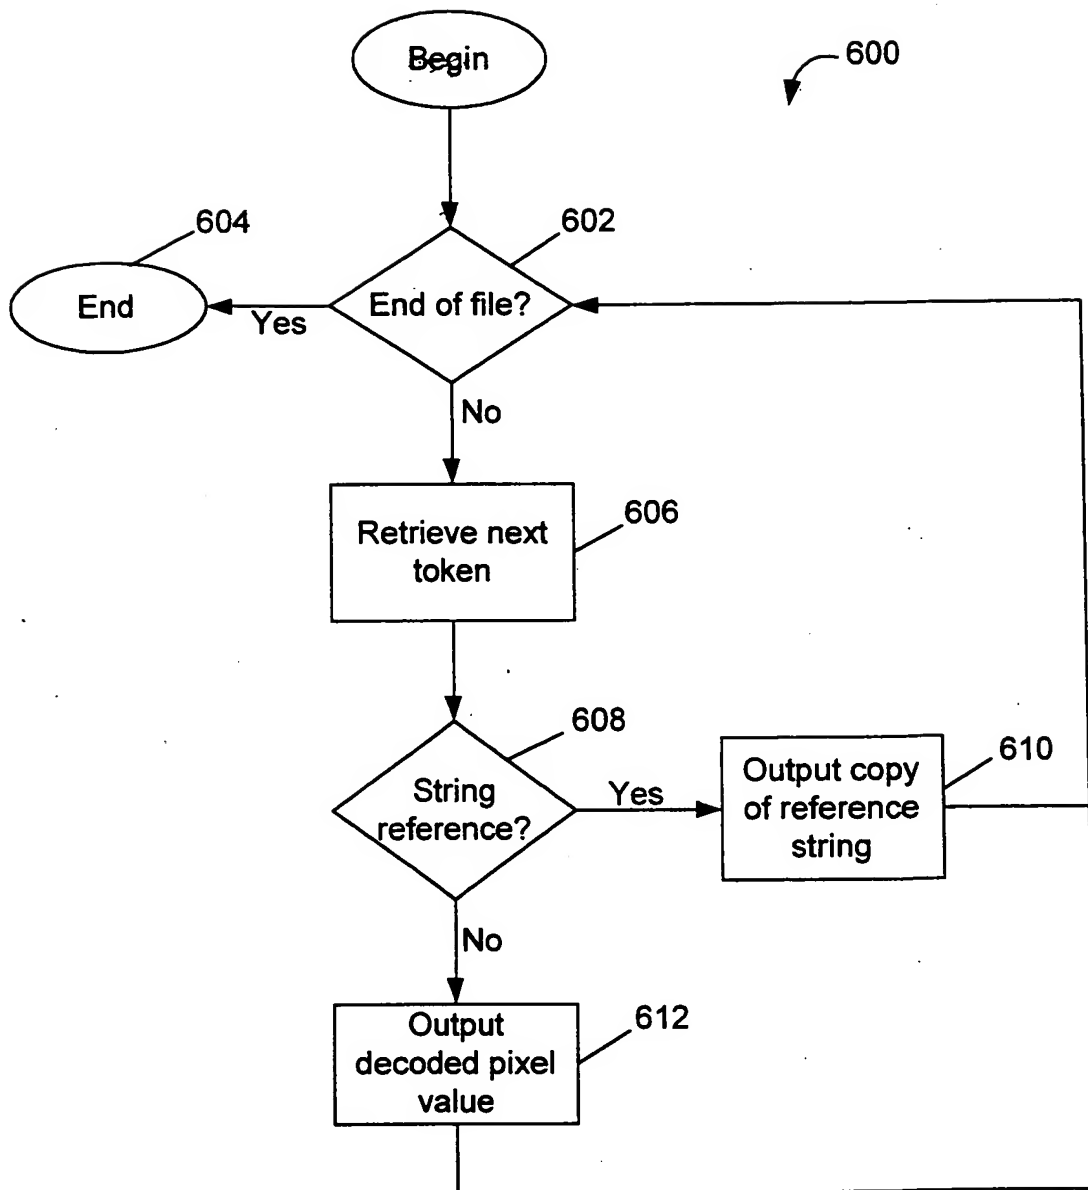 Begin
600
604
602
End
End of file?
Yes
No
Retrieve next
token
606
608
String
reference?
Yes
Output copy
of reference
string
610
No
Output
decoded pixel
value
612